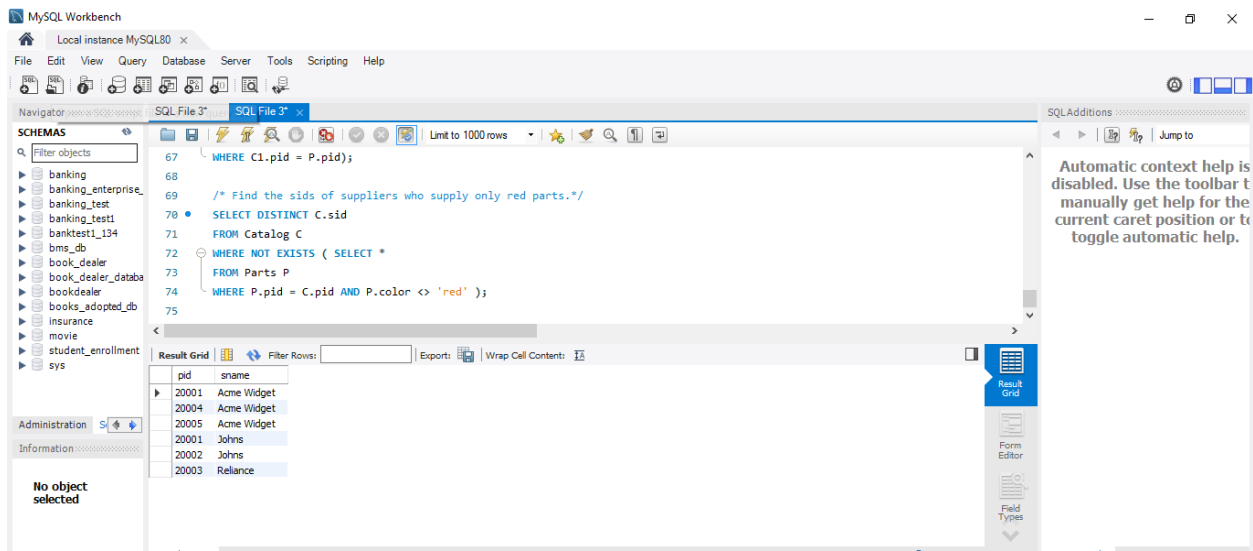 MySQL Workbench
Local instance MySQL80 ×
File Edit View Query Database Server Tools Scripting Help
Navigator SQL File 3* SQL File 3* × SQLAdditions
SCHEMAS
Filter objects
banking
banking_enterprise_
banking_test
banking_test1
banktest1_134
bms_db
book_dealer
book_dealer_databa
bookdealer
books_adopted_db
insurance
movie
student_enrollment
sys
Administration
Information
No object
selected
Limit to 1000 rows
67 WHERE C1.pid = P.pid);
68
69 /* Find the sids of suppliers who supply only red parts.*/
70 SELECT DISTINCT C.sid
71 FROM Catalog C
72 WHERE NOT EXISTS ( SELECT *
73 FROM Parts P
74 WHERE P.pid = C.pid AND P.color <> 'red' );
75
Result Grid Filter Rows: Export: Wrap Cell Content:
pid sname
20001 Acme Widget
20004 Acme Widget
20005 Acme Widget
20001 Johns
20002 Johns
20003 Reliance
Result
Grid
Form
Editor
Field
Types
Jump to
Automatic context help is
disabled. Use the toolbar t
manually get help for the
current caret position or to
toggle automatic help.